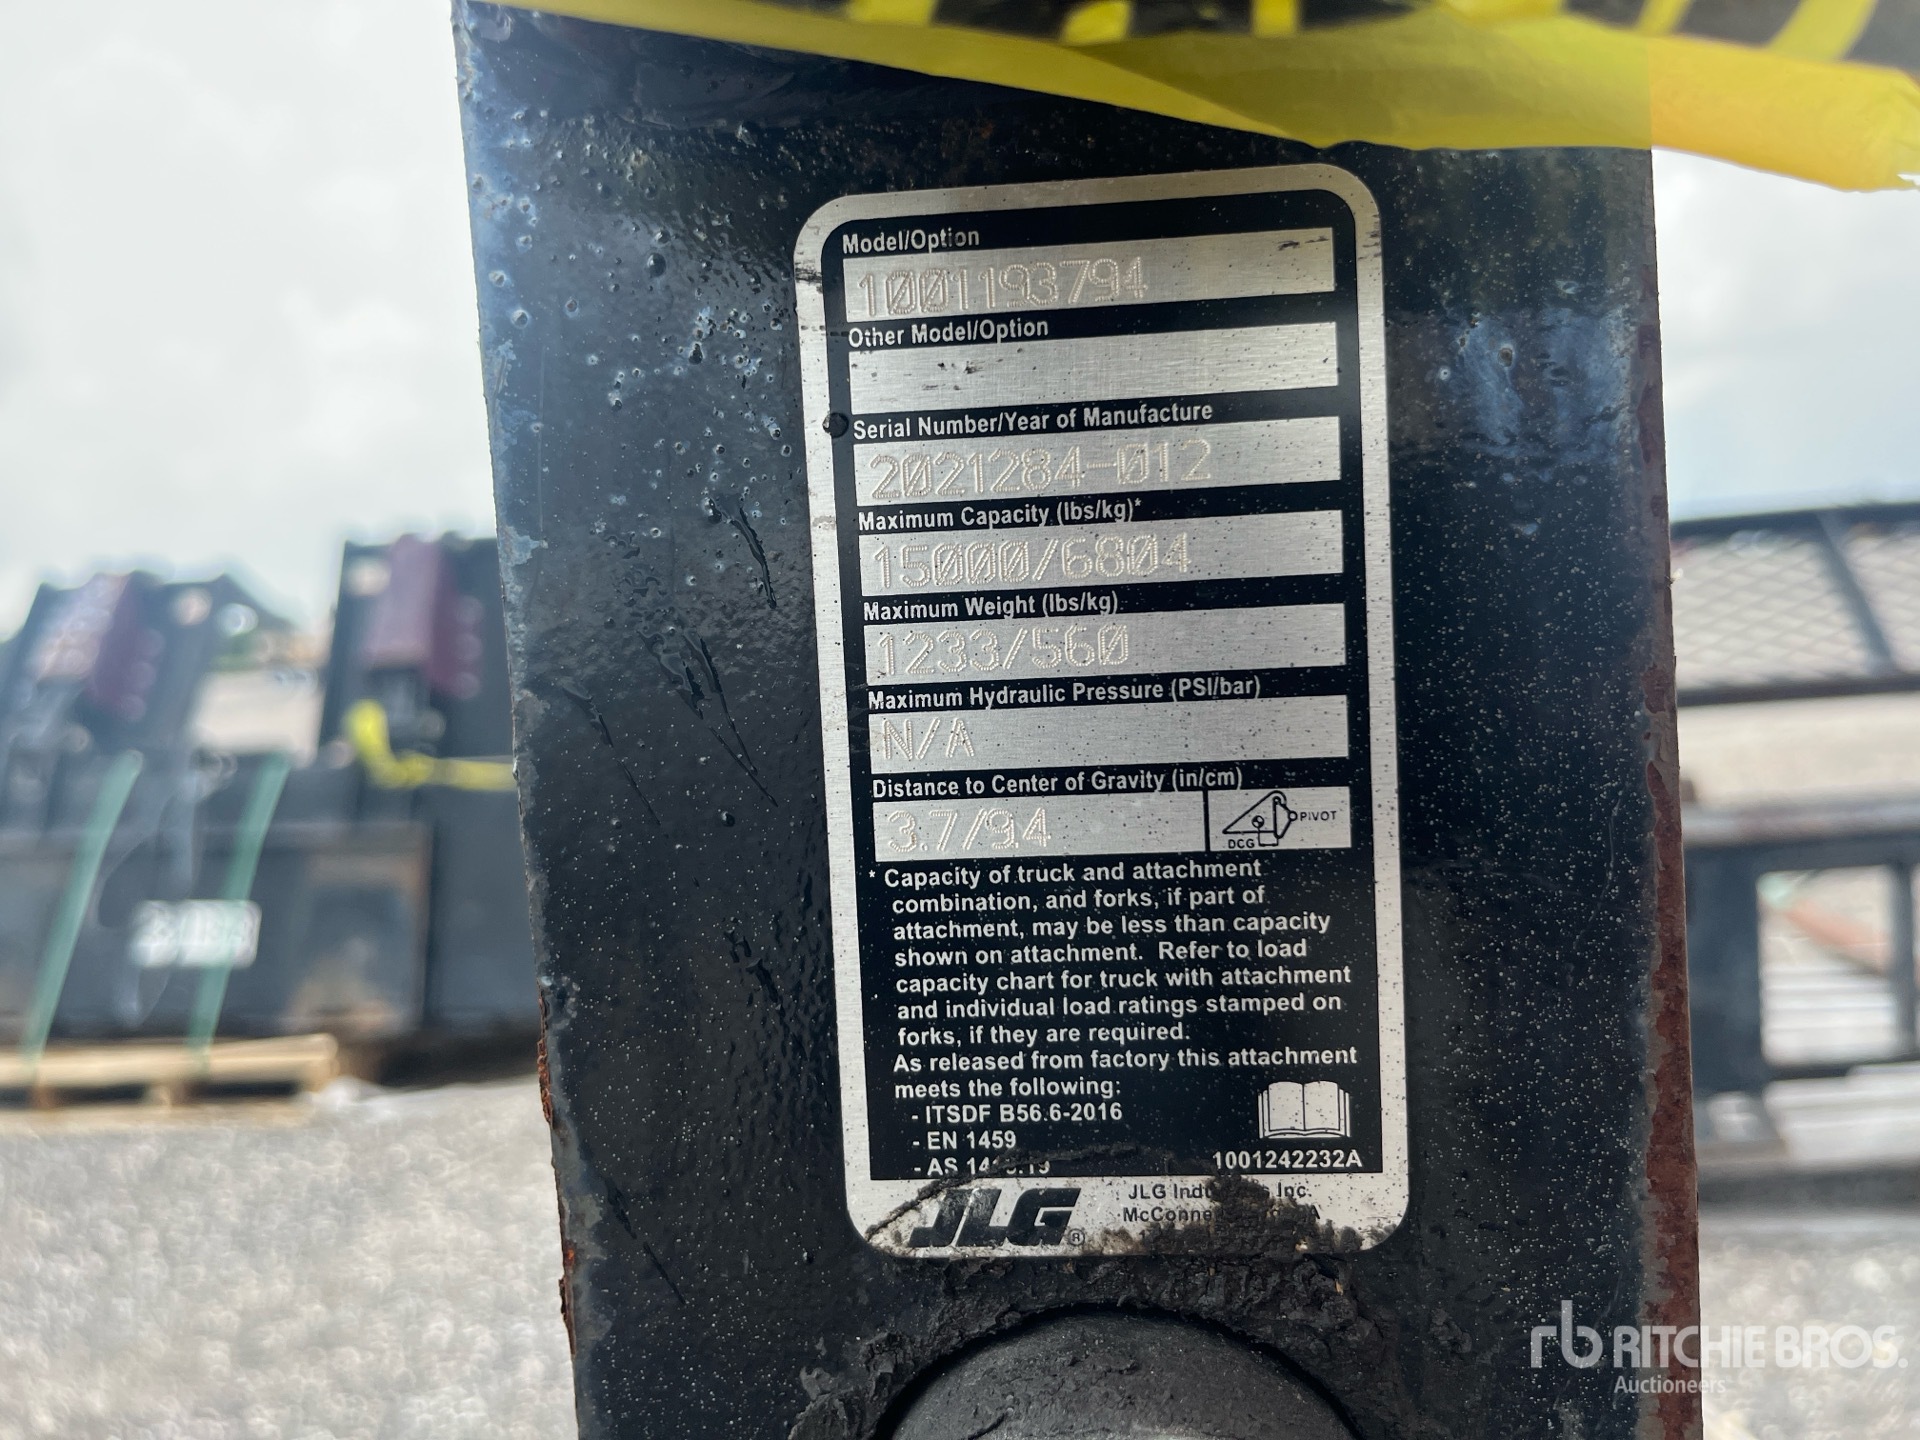 Model/Option
1001193794
Other Model/Option
Serial Number/Year of Manufacture
2021284-012
Maximum Capacity (lbs/kg)*
15000/6804
Maximum Weight (lbs/kg)
1233/560
Maximum Hydraulic Pressure (PSI/bar)
N/A
Distance to Center of Gravity (in/cm)
3.7/9.4
PIVOT
DCG
* Capacity of truck and attachment
combination, and forks, if part of
attachment, may be less than capacity
shown on attachment. Refer to load
capacity chart for truck with attachment
and individual load ratings stamped on
forks, if they are required.
As released from factory this attachment
meets the following:
- ITSDF B56.6-2016
- EN 1459
- AS
1001242232A
JLG®
JLG Inc.
rb RITCHIE BROS.
Auctioneers